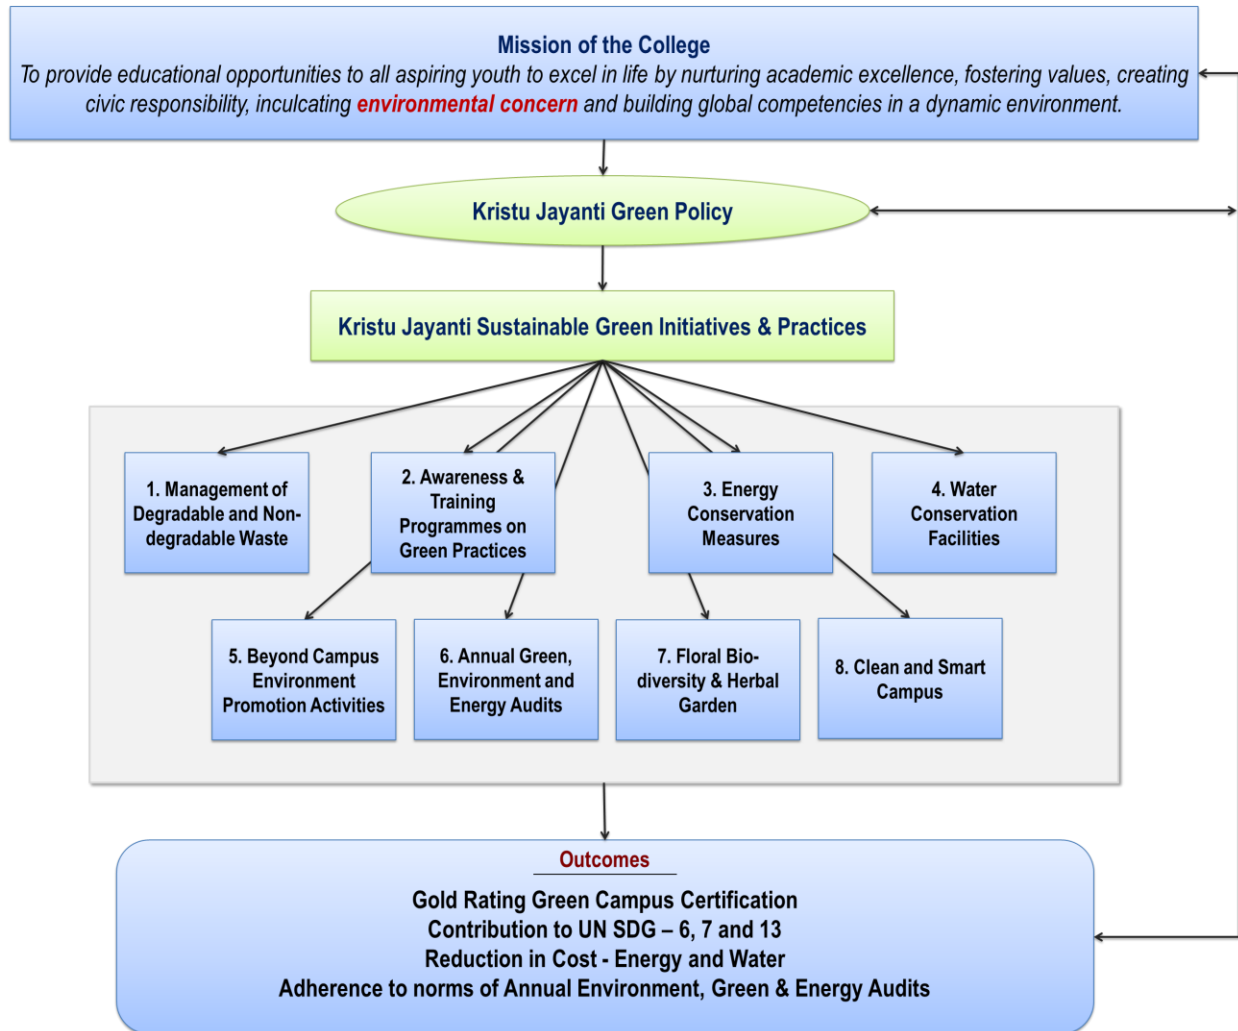 Mission of the College
To provide educational opportunities to all aspiring youth to excel in life by nurturing academic excellence, fostering values, creating
civic responsibility, inculcating environmental concern and building global competencies in a dynamic environment.
Kristu Jayanti Green Policy
Kristu Jayanti Sustainable Green Initiatives & Practices
1. Management of
Degradable and Non-
degradable Waste
2. Awareness &
Training
Programmes on
Green Practices
3. Energy
Conservation
Measures
4. Water
Conservation
Facilities
5. Beyond Campus
Environment
Promotion Activities
6. Annual Green,
Environment and
Energy Audits
7. Floral Bio-
diversity & Herbal
Garden
8. Clean and Smart
Campus
Outcomes
Gold Rating Green Campus Certification
Contribution to UN SDG – 6, 7 and 13
Reduction in Cost - Energy and Water
Adherence to norms of Annual Environment, Green & Energy Audits